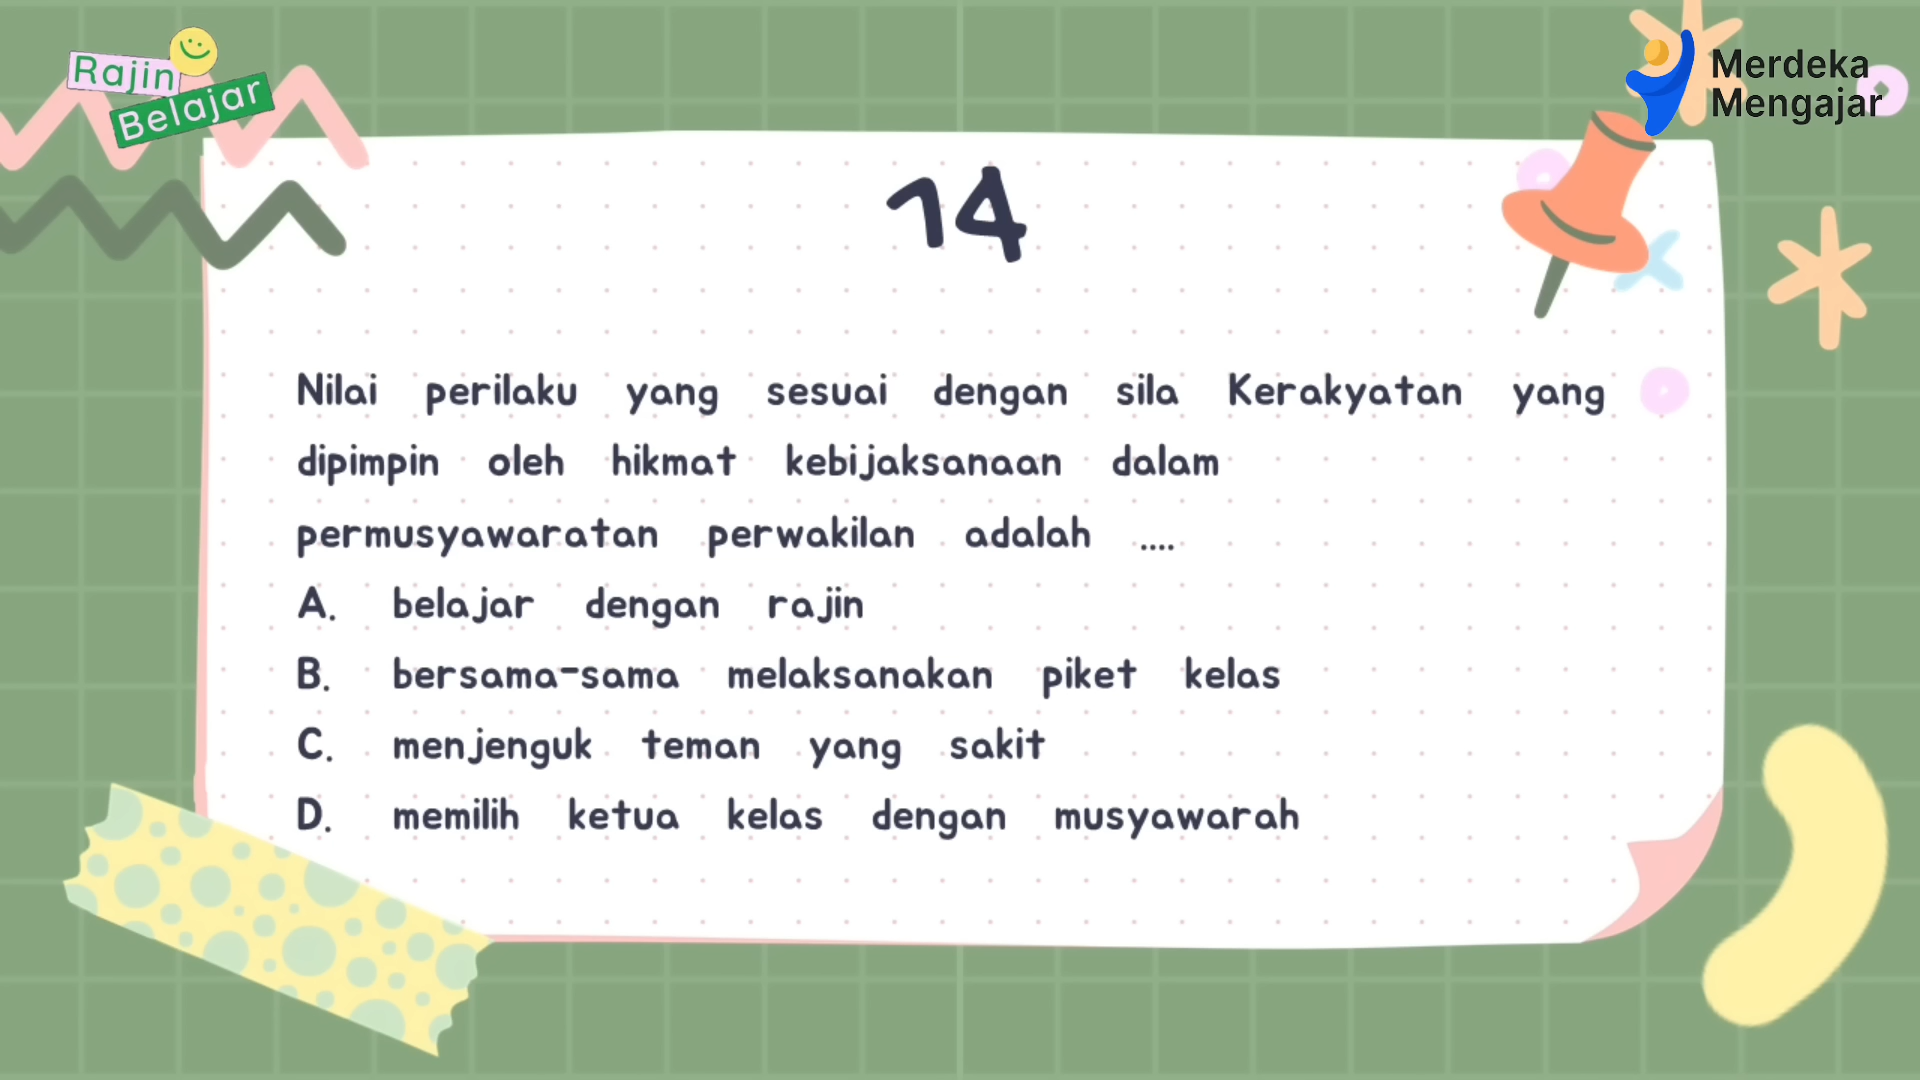 Rajin
Belajar
Merdeka
Mengajar
14
Nilai perilaku yang sesuai dengan sila Kerakyatan yang
dipimpin oleh hikmat kebijaksanaan dalam
permusyawaratan perwakilan adalah ....
A. belajar dengan rajin
B. bersama-sama melaksanakan piket kelas
C. menjenguk teman yang sakit
D. memilih ketua kelas dengan musyawarah